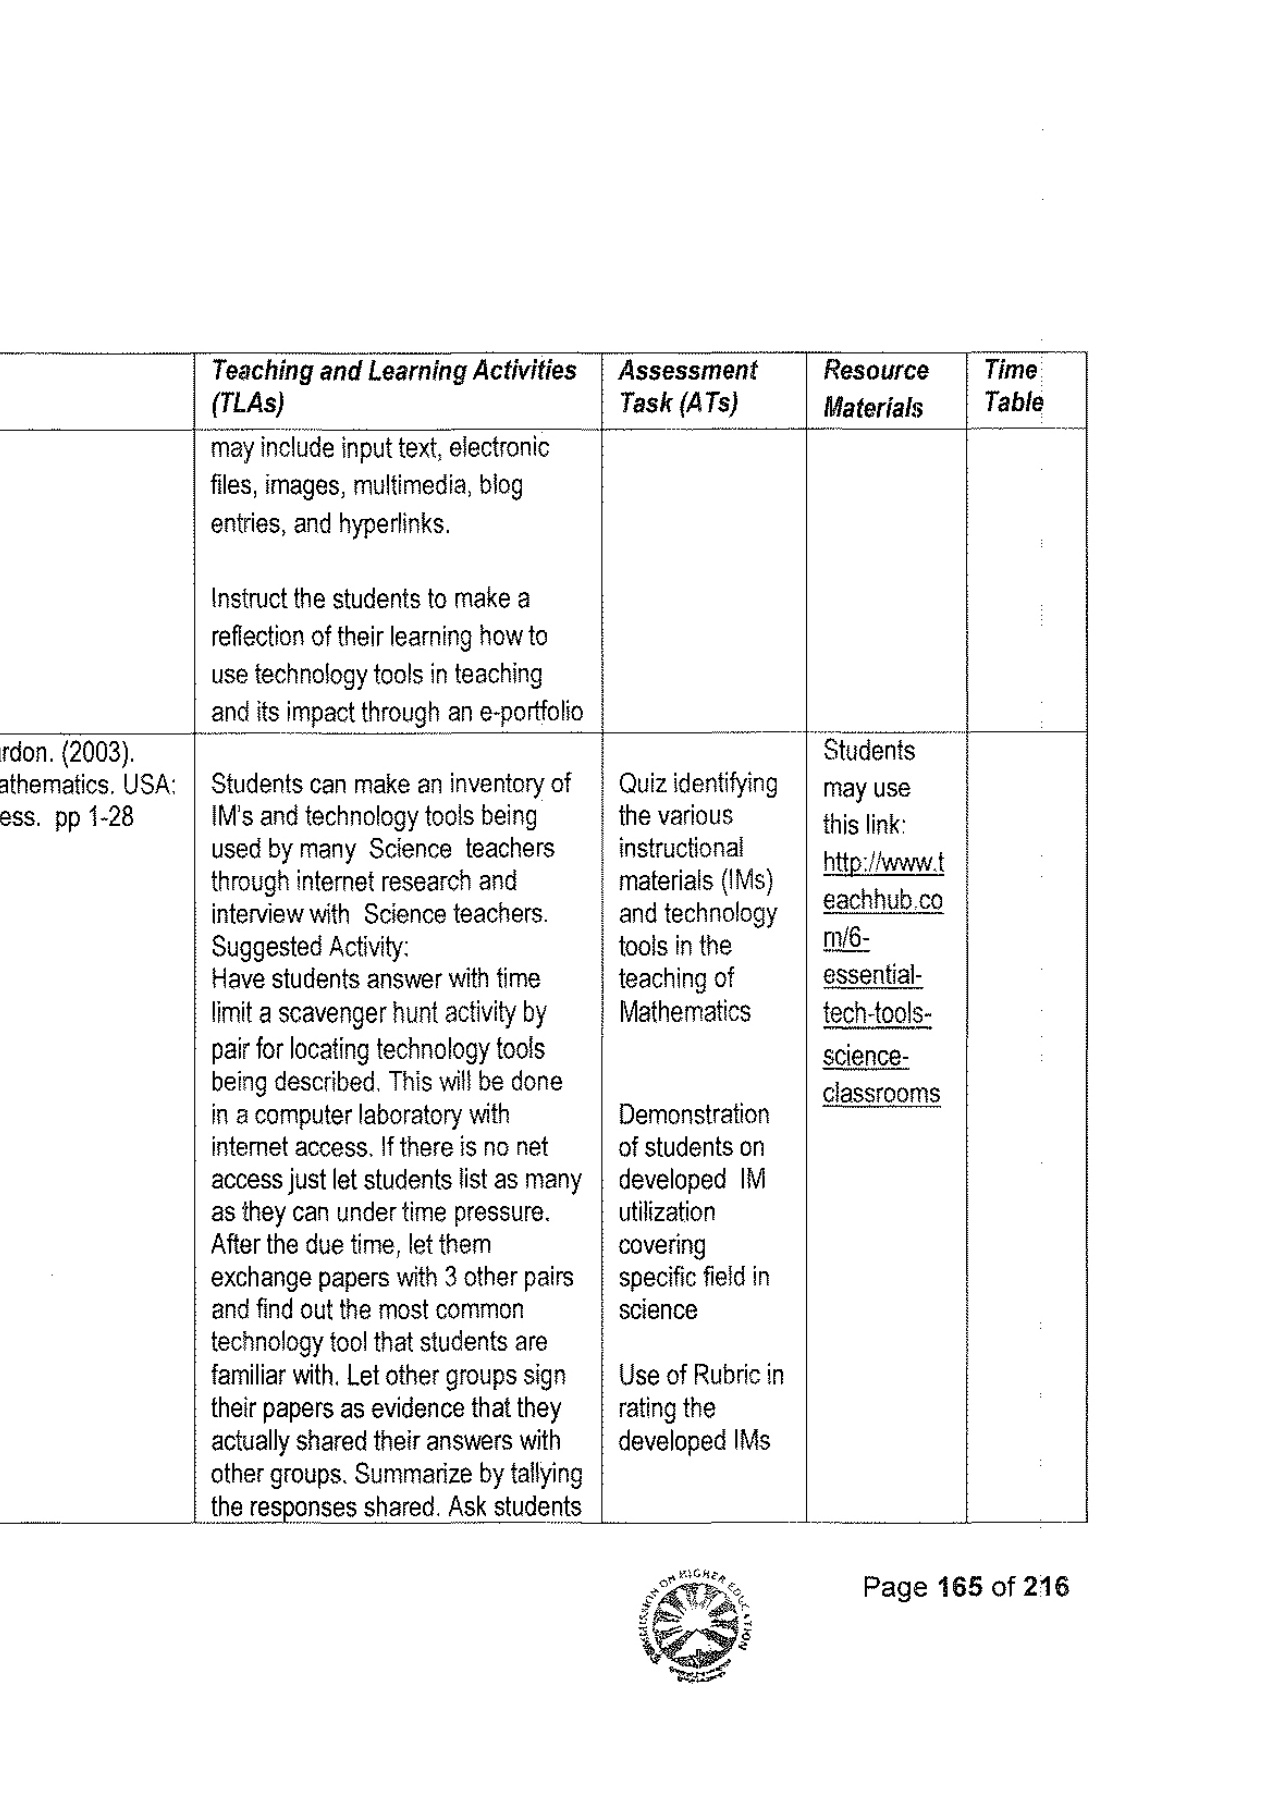 Teaching and Learning Activities
(TLAs)
Assessment
Task (ATs)
Resource
Materials
Time
Table
may include input text, electronic
files, images, multimedia, blog
entries, and hyperlinks.
Instruct the students to make a
reflection of their learning how to
use technology tools in teaching
and its impact through an e-portfolio
rdon. (2003).
athematics. USA:
ess. pp 1-28
Students can make an inventory of
IM's and technology tools being
used by many Science teachers
through internet research and
interview with Science teachers.
Suggested Activity:
Have students answer with time
limit a scavenger hunt activity by
pair for locating technology tools
being described. This will be done
in a computer laboratory with
internet access. If there is no net
access just let students list as many
as they can under time pressure.
After the due time, let them
exchange papers with 3 other pairs
and find out the most common
technology tool that students are
familiar with. Let other groups sign
their papers as evidence that they
actually shared their answers with
other groups. Summarize by tallying
the responses shared. Ask students
Quiz identifying
the various
instructional
materials (IMs)
and technology
tools in the
teaching of
Mathematics
Demonstration
of students on
developed IM
utilization
covering
specific field in
science
Use of Rubric in
rating the
developed IMs
Students
may use
this link:
http://www.t
eachhub.co
m/6-
essential-
tech-tools-
science-
classrooms
ON HIGHER EDUCATION
Page 165 of 216